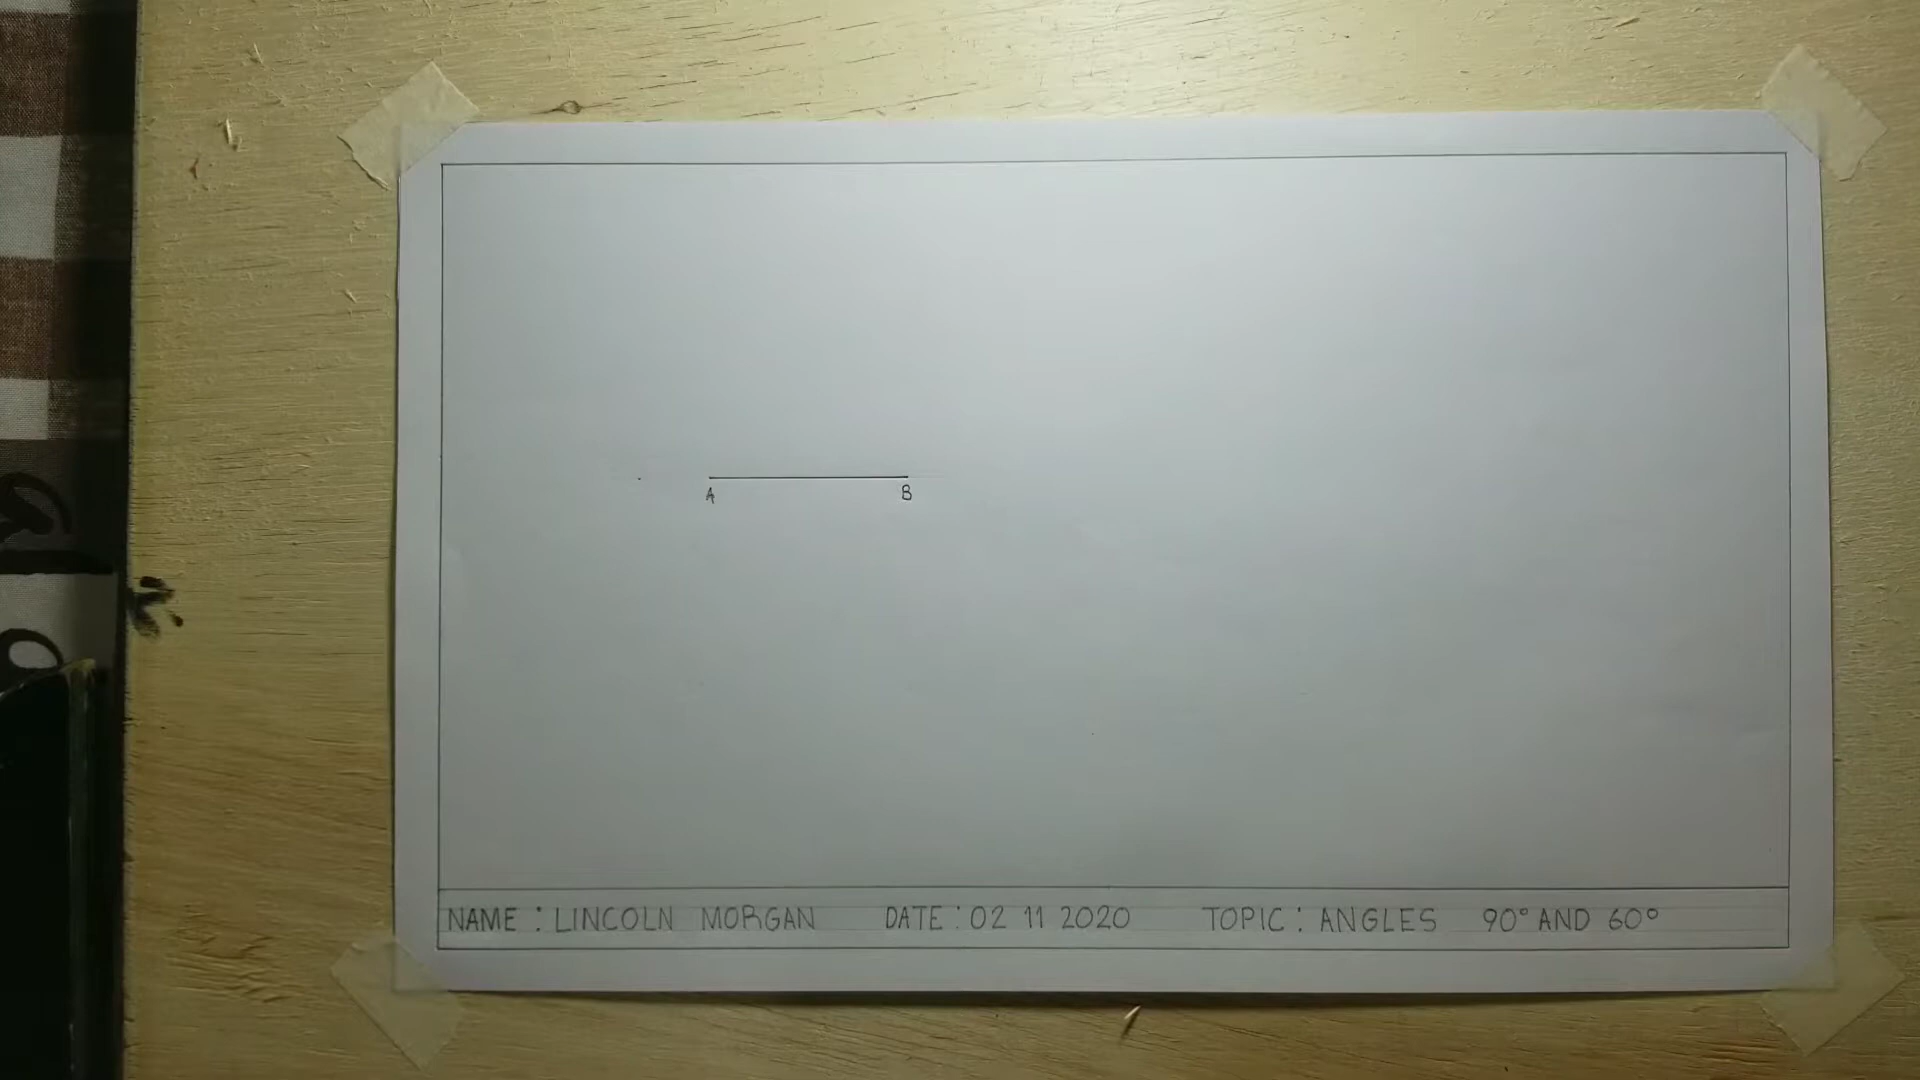 A B
NAME : LINCOLN MORGAN DATE : 02 11 2020 TOPIC : ANGLES 90° AND 60°